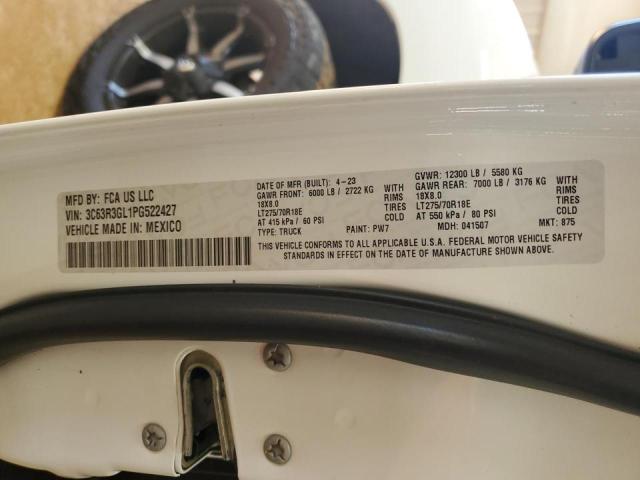 MFD BY: FCA US LLC
VIN: 3C63R3GL1PG522427
VEHICLE MADE IN: MEXICO
DATE OF MFR (BUILT): 4-23
GAWR FRONT: 6000 LB / 2722 KG WITH
18X8.0 RIMS
LT275/70R18E TIRES
AT 415 kPa / 60 PSI
TYPE: TRUCK PAINT: PW7
GVWR: 12300 LB / 5580 KG
GAWR REAR: 7000 LB / 3176 KG WITH
18X8.0 RIMS
LT275/70R18E TIRES
AT 550 kPa / 80 PSI
MDH: 041507 MKT: 875
THIS VEHICLE CONFORMS TO ALL APPLICABLE U.S.A. FEDERAL MOTOR VEHICLE SAFETY
STANDARDS IN EFFECT ON THE DATE OF MANUFACTURE SHOWN ABOVE.